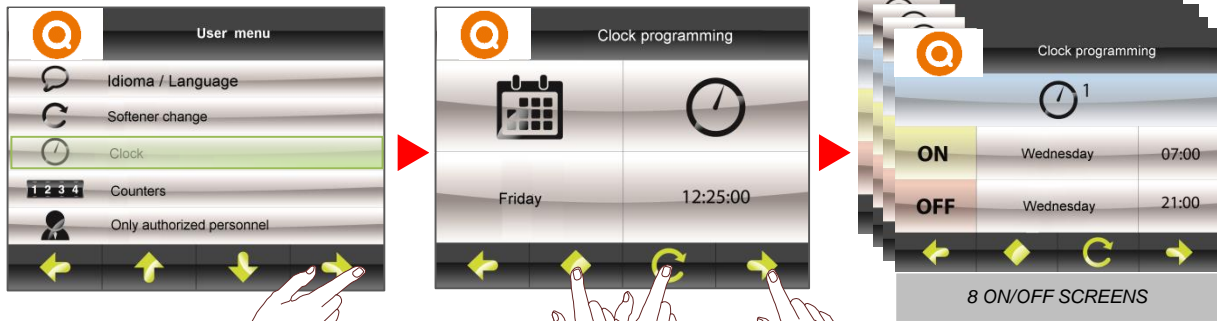 User menu
Idioma / Language
Softener change
Clock
1 2 3 4 Counters
Only authorized personnel
Clock programming
Friday 12:25:00
Clock programming
1
ON Wednesday 07:00
OFF Wednesday 21:00
8 ON/OFF SCREENS